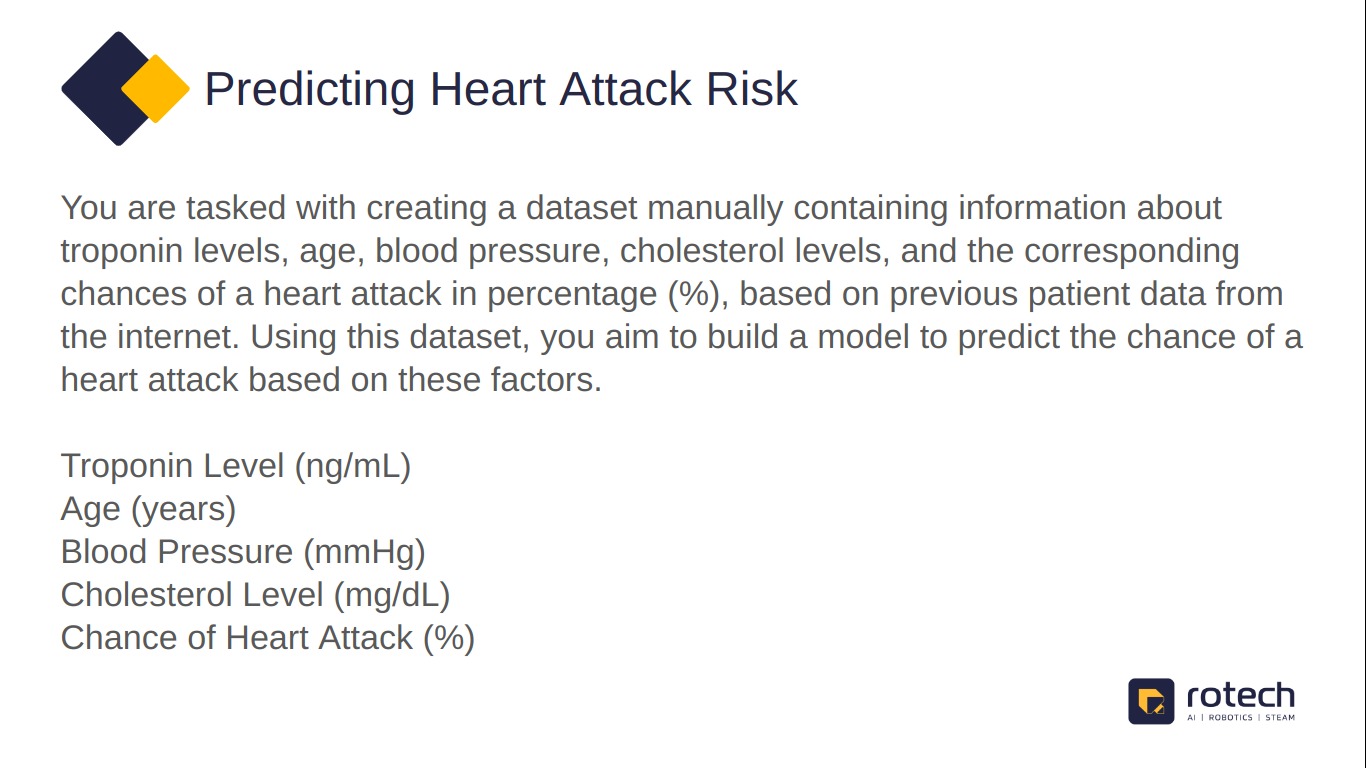 Predicting Heart Attack Risk
You are tasked with creating a dataset manually containing information about
troponin levels, age, blood pressure, cholesterol levels, and the corresponding
chances of a heart attack in percentage (%), based on previous patient data from
the internet. Using this dataset, you aim to build a model to predict the chance of a
heart attack based on these factors.
Troponin Level (ng/mL)
Age (years)
Blood Pressure (mmHg)
Cholesterol Level (mg/dL)
Chance of Heart Attack (%)
rotech
AI | ROBOTICS | STEAM